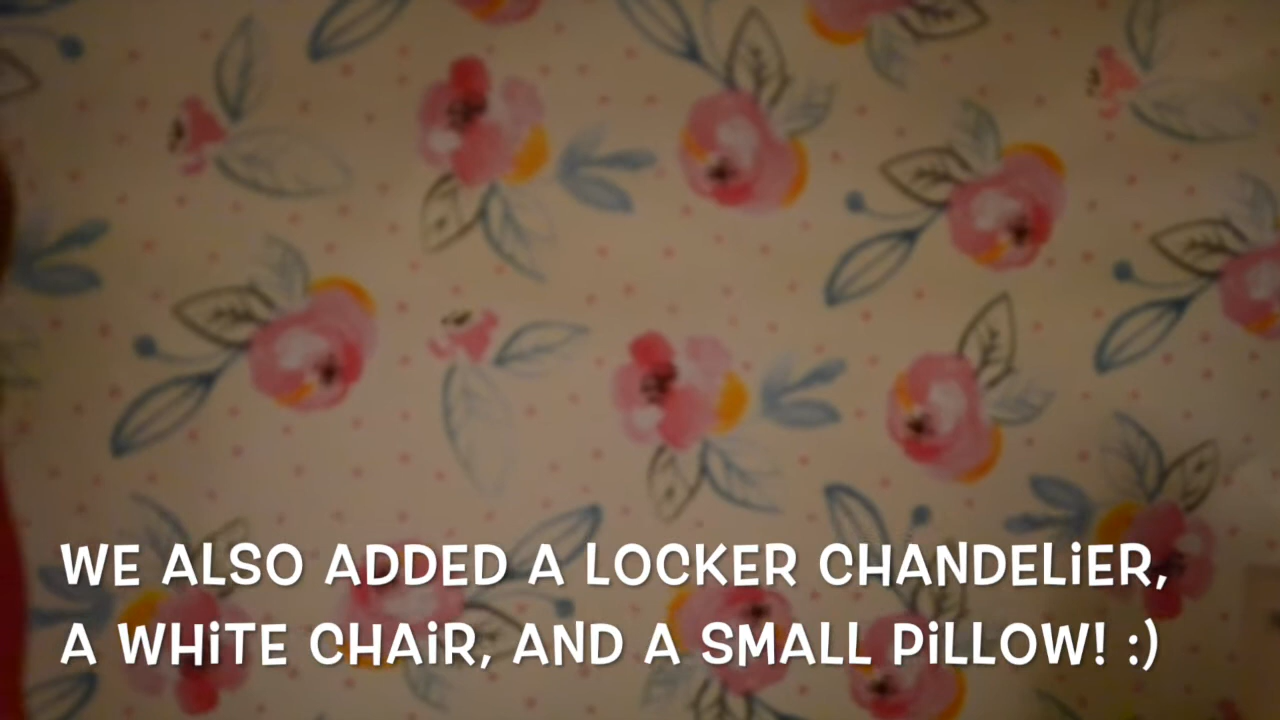 WE ALSO ADDED A LOCKER CHANDELiER,
A WHiTE CHAiR, AND A SMALL PiLLOW! :)